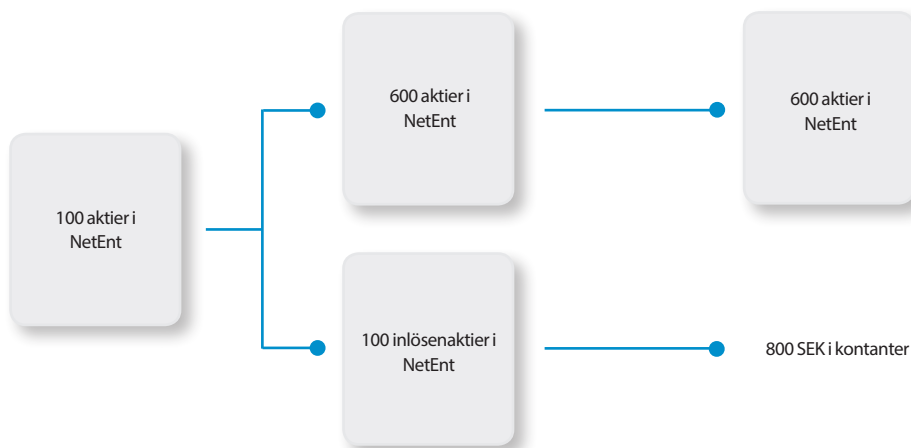 100 aktier i
NetEnt
600 aktier i
NetEnt
600 aktier i
NetEnt
100 inlösenaktier i
NetEnt
800 SEK i kontanter